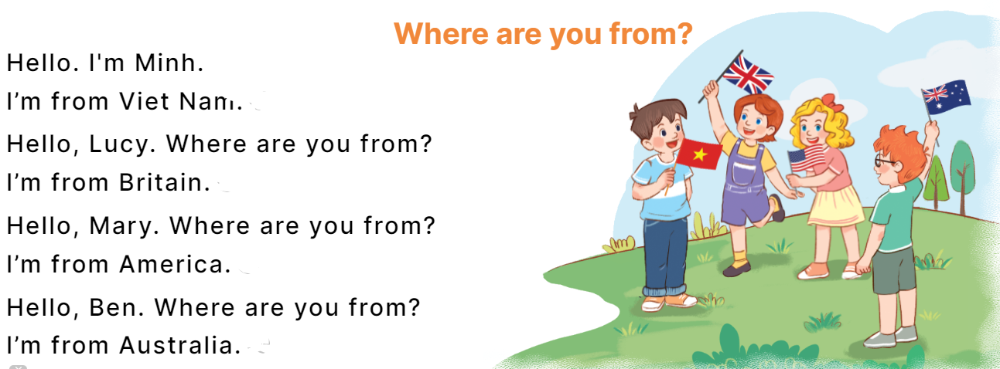 Where are you from?
Hello. I'm Minh.
I’m from Viet Nam.
Hello, Lucy. Where are you from?
I’m from Britain.
Hello, Mary. Where are you from?
I’m from America.
Hello, Ben. Where are you from?
I’m from Australia.